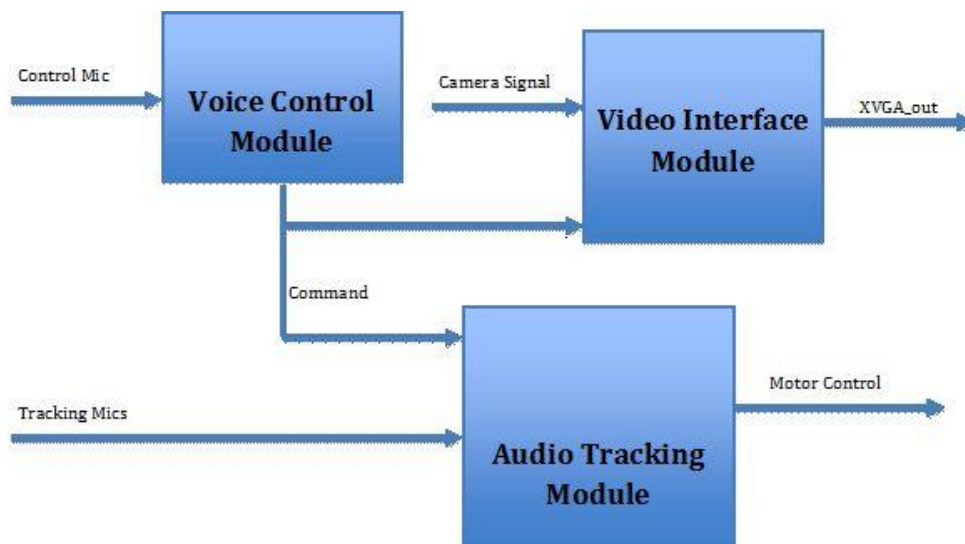 Control Mic
Voice Control
Module
Camera Signal
Video Interface
Module
XVGA_out
Command
Tracking Mics
Audio Tracking
Module
Motor Control